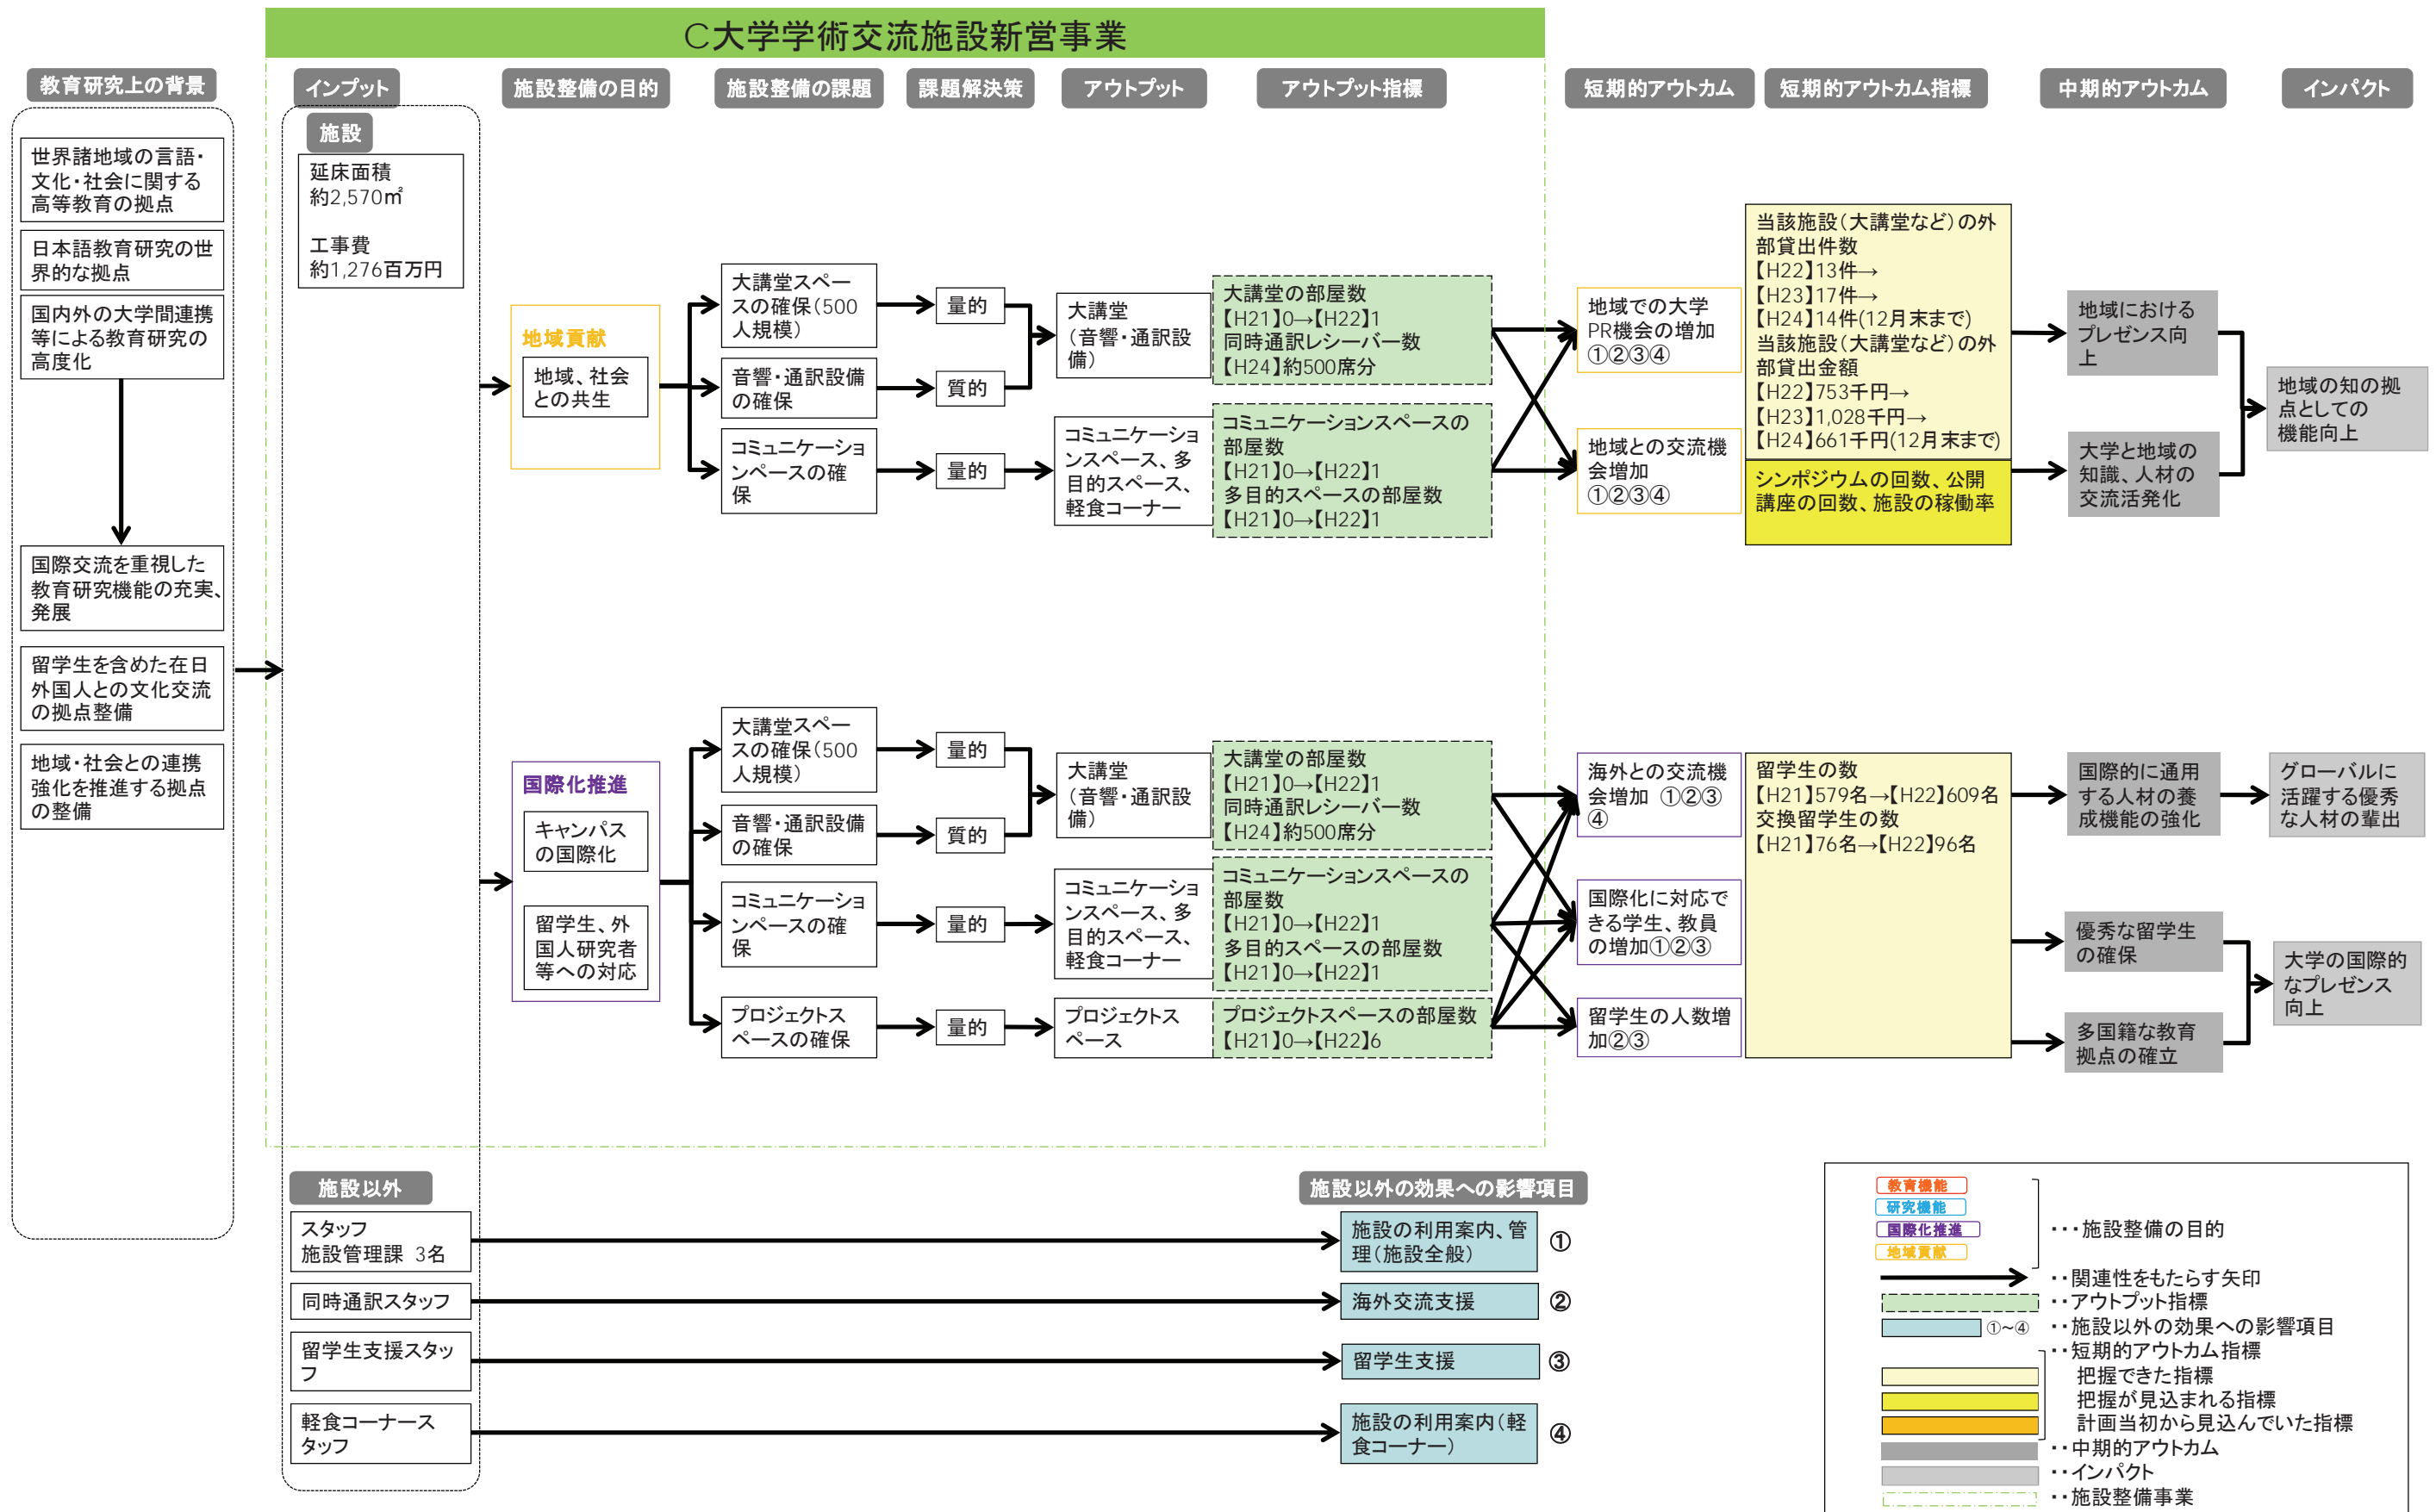 C大学学術交流施設新営事業
教育研究上の背景
インプット
施設整備の目的
施設整備の課題
課題解決策
アウトプット
アウトプット指標
短期的アウトカム
短期的アウトカム指標
中期的アウトカム
インパクト
世界諸地域の言語・
文化・社会に関する
高等教育の拠点
日本語教育研究の世
界的な拠点
国内外の大学間連携
等による教育研究の
高度化
国際交流を重視した
教育研究機能の充実、
発展
留学生を含めた在日
外国人との文化交流
の拠点整備
地域・社会との連携
強化を推進する拠点
の整備
施設
延床面積
約2,570㎡
工事費
約1,276百万円
地域貢献
地域、社会
との共生
大講堂スペー
スの確保(500
人規模)
音響・通訳設備
の確保
コミュニケーショ
ンペースの確
保
量的
質的
量的
大講堂
(音響・通訳設
備)
コミュニケーショ
ンスペース、多
目的スペース、
軽食コーナー
大講堂の部屋数
【H21】0→【H22】1
同時通訳レシーバー数
【H24】約500席分
コミュニケーションスペースの
部屋数
【H21】0→【H22】1
多目的スペースの部屋数
【H21】0→【H22】1
地域での大学
PR機会の増加
①②③④
地域との交流機
会増加
①②③④
当該施設(大講堂など)の外
部貸出件数
【H22】13件→
【H23】17件→
【H24】14件(12月末まで)
当該施設(大講堂など)の外
部貸出金額
【H22】753千円→
【H23】1,028千円→
【H24】661千円(12月末まで)
シンポジウムの回数、公開
講座の回数、施設の稼働率
地域における
プレゼンス向
上
大学と地域の
知識、人材の
交流活発化
地域の知の拠
点としての
機能向上
国際化推進
キャンパス
の国際化
留学生、外
国人研究者
等への対応
大講堂スペー
スの確保(500
人規模)
音響・通訳設備
の確保
コミュニケーショ
ンペースの確
保
プロジェクトス
ペースの確保
量的
質的
量的
量的
大講堂
(音響・通訳設
備)
コミュニケーショ
ンスペース、多
目的スペース、
軽食コーナー
プロジェクトス
ペース
大講堂の部屋数
【H21】0→【H22】1
同時通訳レシーバー数
【H24】約500席分
コミュニケーションスペースの
部屋数
【H21】0→【H22】1
多目的スペースの部屋数
【H21】0→【H22】1
プロジェクトスペースの部屋数
【H21】0→【H22】6
海外との交流機
会増加 ①②③
④
国際化に対応で
きる学生、教員
の増加①②③
留学生の人数増
加②③
留学生の数
【H21】579名→【H22】609名
交換留学生の数
【H21】76名→【H22】96名
国際的に通用
する人材の養
成機能の強化
優秀な留学生
の確保
多国籍な教育
拠点の確立
グローバルに
活躍する優秀
な人材の輩出
大学の国際的
なプレゼンス
向上
施設以外
施設以外の効果への影響項目
スタッフ
施設管理課 3名
施設の利用案内、管
理(施設全般)
①
同時通訳スタッフ
海外交流支援
②
留学生支援スタッ
フ
留学生支援
③
軽食コーナース
タッフ
施設の利用案内(軽
食コーナー)
④
教育機能
研究機能
国際化推進
地域貢献
・・・施設整備の目的
・・関連性をもたらす矢印
・・アウトプット指標
①~④ ・・施設以外の効果への影響項目
・・短期的アウトカム指標
把握できた指標
把握が見込まれる指標
計画当初から見込んでいた指標
・・中期的アウトカム
・・インパクト
・・施設整備事業